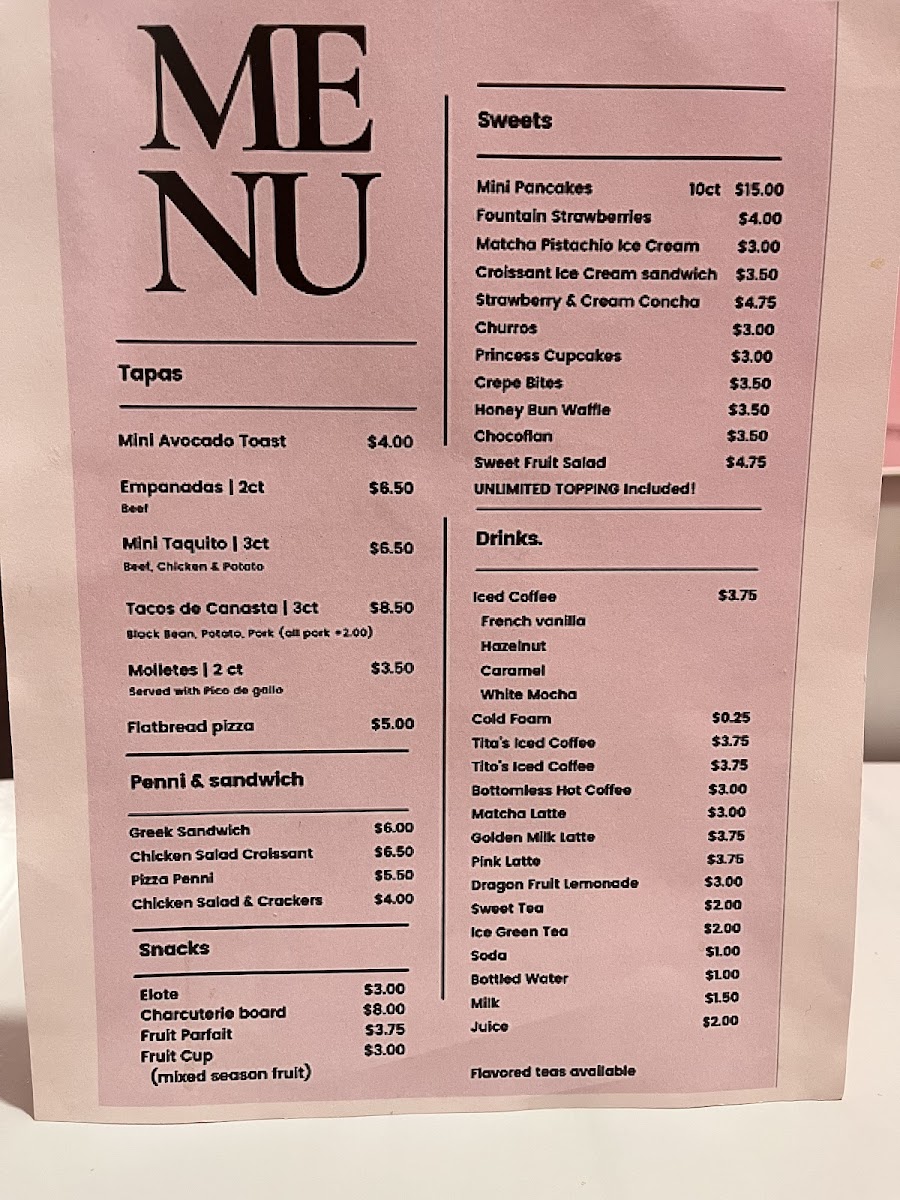 ME
NU
Tapas
Mini Avocado Toast $4.00
Empanadas | 2ct $6.50
Beef
Mini Taquito | 3ct $6.50
Beef, Chicken & Potato
Tacos de Canasta | 3ct $8.50
Black Bean, Potato, Pork (all pork +2.00)
Molletes | 2 ct $3.50
Served with Pico de gallo
Flatbread pizza $5.00
Penni & sandwich
Greek Sandwich $6.00
Chicken Salad Croissant $6.50
Pizza Penni $5.50
Chicken Salad & Crackers $4.00
Snacks
Elote $3.00
Charcuterie board $8.00
Fruit Parfait $3.75
Fruit Cup $3.00
(mixed season fruit)
Sweets
Mini Pancakes 10ct $15.00
Fountain Strawberries $4.00
Matcha Pistachio Ice Cream $3.00
Croissant Ice Cream sandwich $3.50
Strawberry & Cream Concha $4.75
Churros $3.00
Princess Cupcakes $3.00
Crepe Bites $3.50
Honey Bun Waffle $3.50
Chocoflan $3.50
Sweet Fruit Salad $4.75
UNLIMITED TOPPING Included!
Drinks.
Iced Coffee $3.75
French vanilla
Hazelnut
Caramel
White Mocha
Cold Foam $0.25
Tita's Iced Coffee $3.75
Tito's Iced Coffee $3.75
Bottomless Hot Coffee $3.00
Matcha Latte $3.00
Golden Milk Latte $3.75
Pink Latte $3.75
Dragon Fruit Lemonade $3.00
Sweet Tea $2.00
Ice Green Tea $2.00
Soda $1.00
Bottled Water $1.00
Milk $1.50
Juice $2.00
Flavored teas available